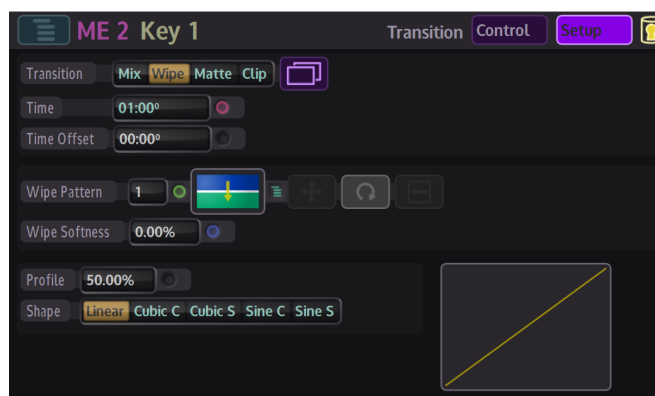 ME 2 Key 1 Transition Control Setup
Transition Mix Wipe Matte Clip
Time 01:00⁰
Time Offset 00:00⁰
Wipe Pattern 1
Wipe Softness 0.00%
Profile 50.00%
Shape Linear Cubic C Cubic S Sine C Sine S